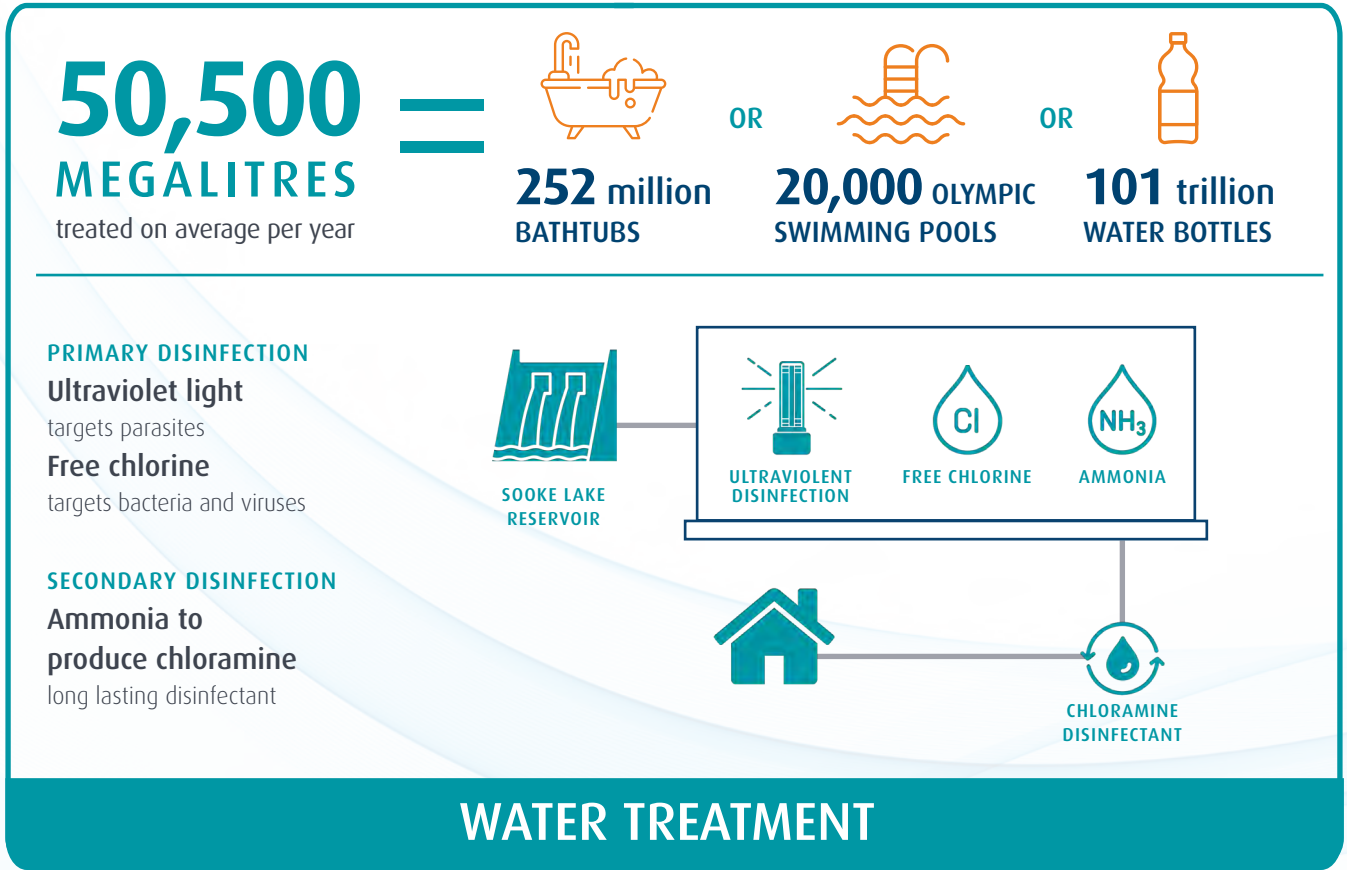 50,500
MEGALITRES
treated on average per year
252 million
BATHTUBS
OR
20,000 OLYMPIC
SWIMMING POOLS
OR
101 trillion
WATER BOTTLES
PRIMARY DISINFECTION
Ultraviolet light
targets parasites
Free chlorine
targets bacteria and viruses
SECONDARY DISINFECTION
Ammonia to
produce chloramine
long lasting disinfectant
SOOKE LAKE
RESERVOIR
ULTRAVIOLENT
DISINFECTION
Cl
FREE CHLORINE
NH₃
AMMONIA
CHLORAMINE
DISINFECTANT
WATER TREATMENT